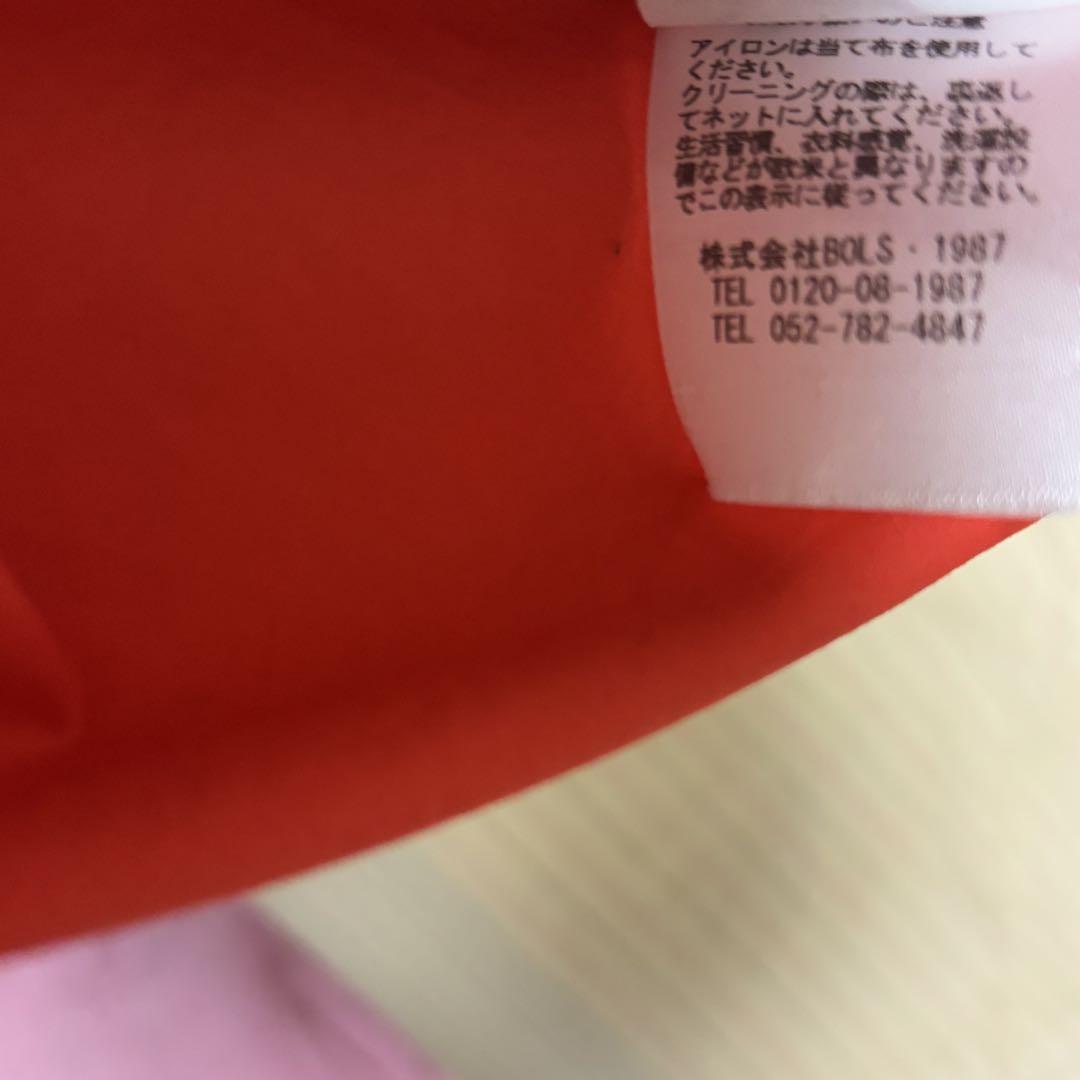 のご注意
アイロンは当て布を使用して
ください。
クリーニングの際は、裏返し
てネットに入れてください。
生活習慣、衣料感覚、洗濯設
備などが欧米と異なりますの
でこの表示に従ってください。
株式会社BOLS・1987
TEL 0120-08-1987
TEL 052-782-4847